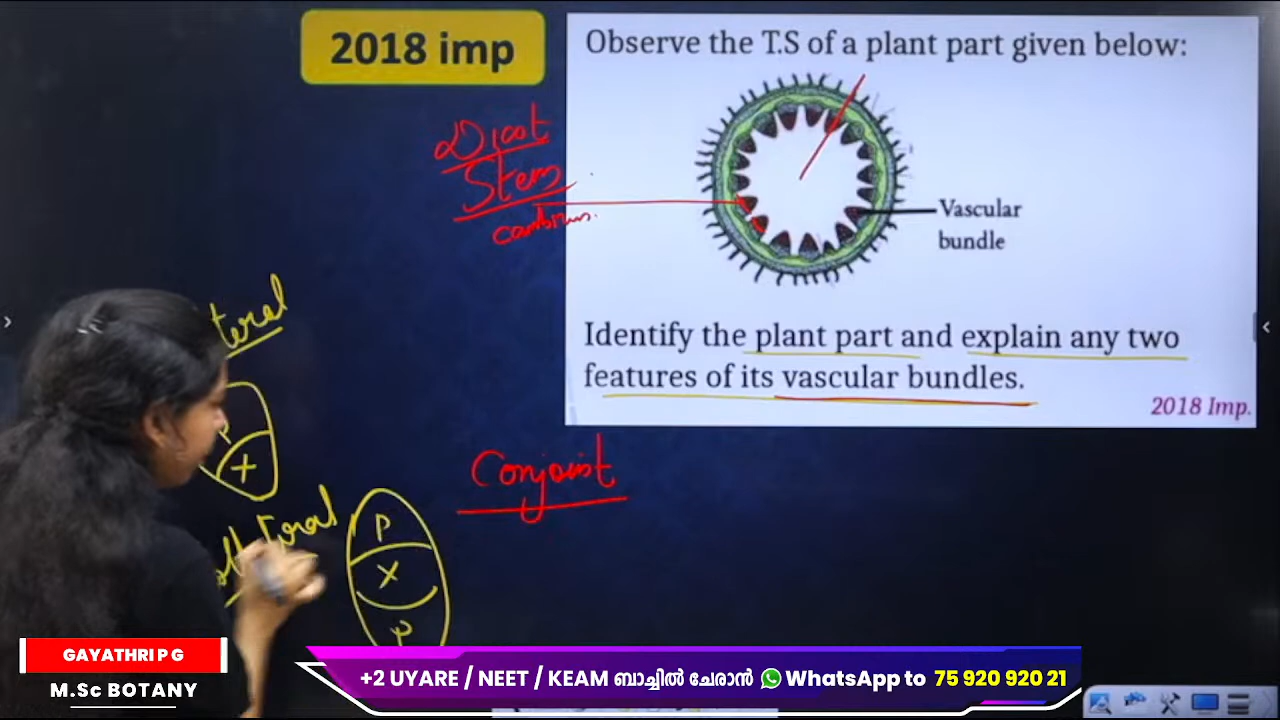 2018 imp
Observe the T.S of a plant part given below:
Dicot
Stem
cambium.
Vascular
bundle
Identify the plant part and explain any two
features of its vascular bundles.
2018 Imp.
Conjoint
P
X
P
X
P
GAYATHRI P G
M.Sc BOTANY
+2 UYARE / NEET / KEAM ബാച്ചിൽ ചേരാൻ WhatsApp to 75 920 920 21